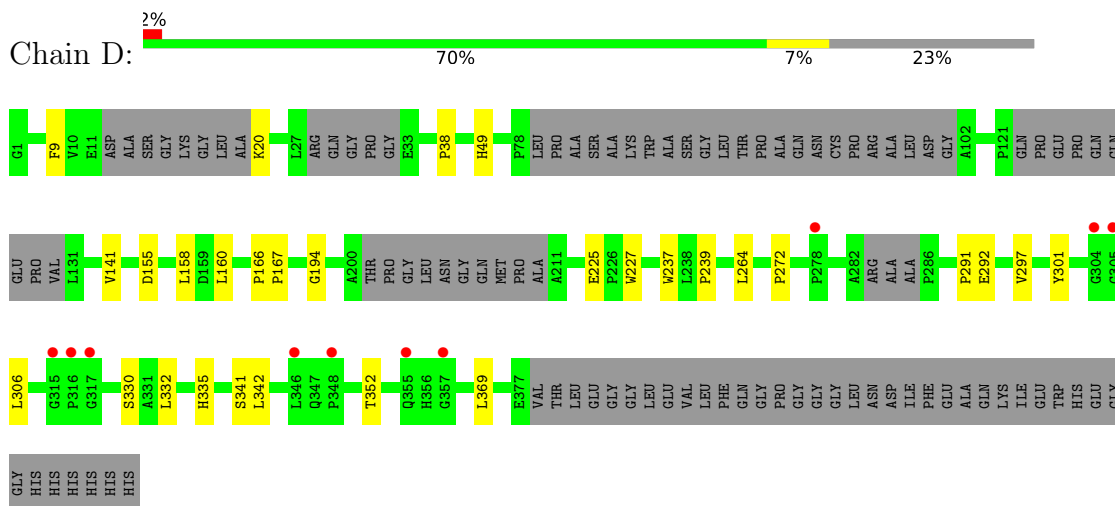 2%
Chain D:
70% 7% 23%
G1 F9 V10 E11 ASP ALA SER GLY LYS GLY LEU ALA K20 L27 ARG GLN GLY PRO GLY E33 P38 H49 P78 LEU PRO ALA SER ALA LYS TRP ALA SER GLY LEU THR PRO ALA GLN ASN CYS PRO ARG ALA LEU ASP GLY A102 P121 GLN PRO GLU PRO GLN GLN
GLU PRO VAL L131 V141 D155 L158 D159 L160 P166 P167 G194 A200 THR PRO GLY LEU ASN GLY GLN MET PRO ALA A211 E225 P226 W227 W237 L238 P239 L264 P272 P278 A282 ARG ALA ALA P286 P291 E292 V297 Y301 G304 G305
L306 G315 P316 G317 S330 A331 L332 H335 S341 L342 L346 Q347 P348 T352 Q355 H356 G357 L369 E377 VAL THR LEU GLU GLY GLY LEU GLU VAL LEU PHE GLN GLY PRO GLY GLY GLY LEU ASN ASP ILE PHE GLU ALA GLN LYS ILE GLU TRP HIS GLU GLY
GLY HIS HIS HIS HIS HIS HIS